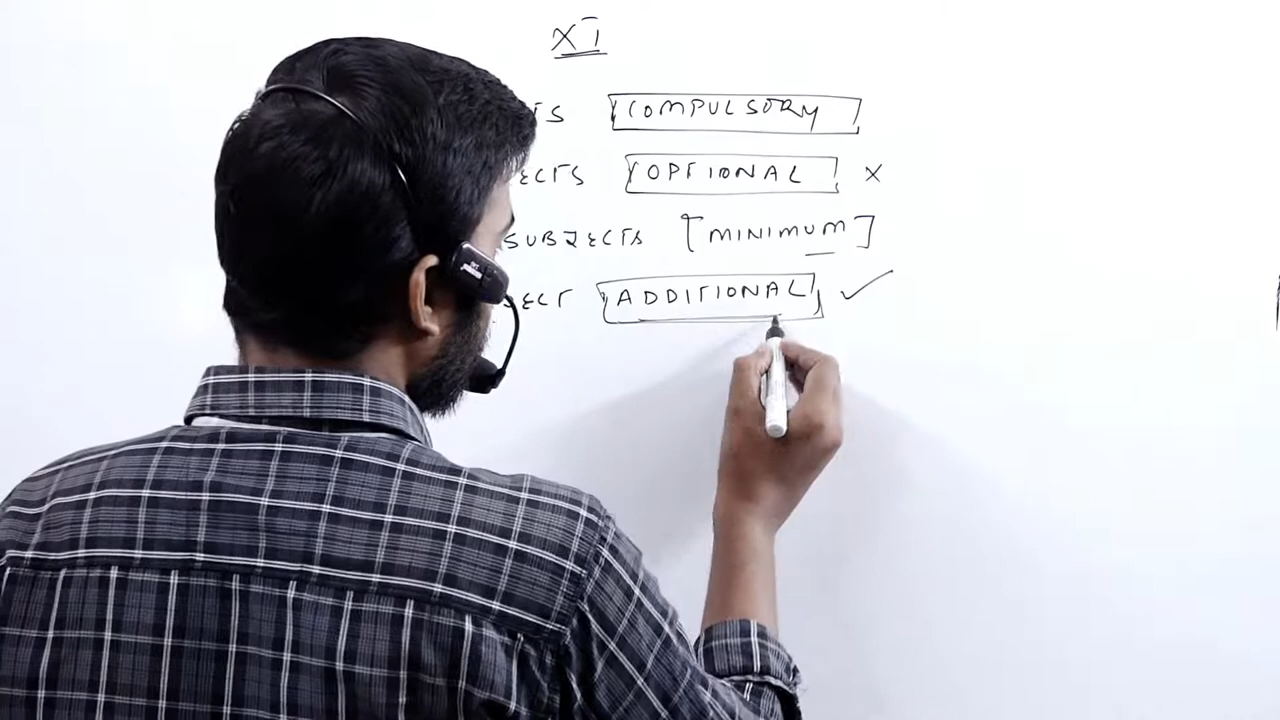 XI
TS COMPULSORY
ECTS OPTIONAL X
SUBJECTS [MINIMUM]
ECT ADDITIONAL ✓